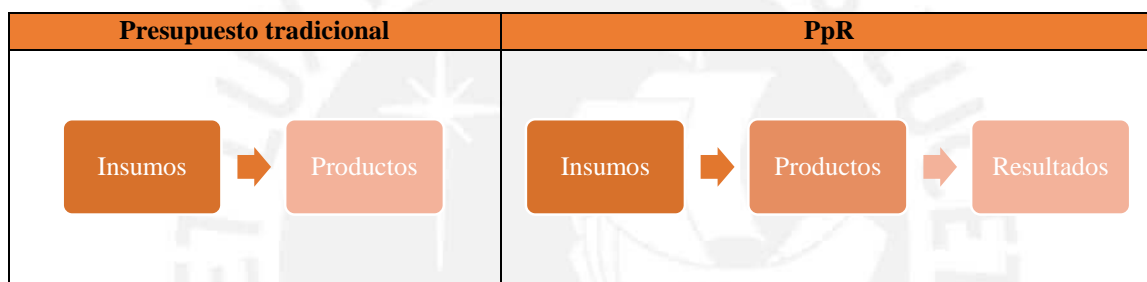 Presupuesto tradicional
PpR
Insumos
Productos
Insumos
Productos
Resultados